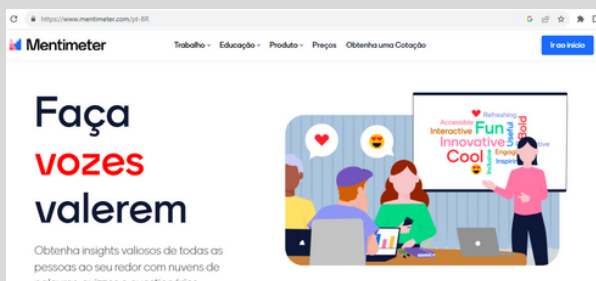 https://www.mentimeter.com/pt-BR
Mentimeter
Trabalho
Educação
Produto
Preços
Obtenha uma Cotação
Ir ao início
Faça
vozes
valerem
Refreshing
Accessible
Interactive
Fun
Useful
Bold
Innovative
Cool
Inclusive
Inspiring
Obtenha insights valiosos de todas as
pessoas ao seu redor com nuvens de